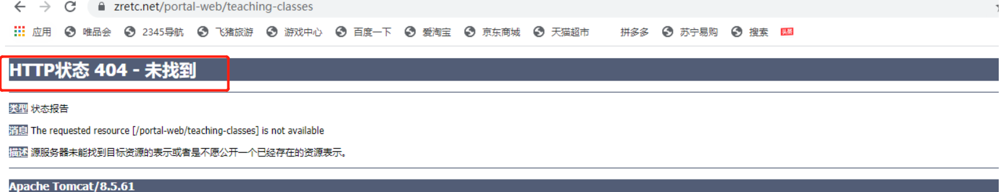 zretc.net/portal-web/teaching-classes
应用 唯品会 2345导航 飞猪旅游 游戏中心 百度一下 爱淘宝 京东商城 天猫超市 拼多多 苏宁易购 搜索 头条
HTTP状态 404 - 未找到
类型 状态报告
消息 The requested resource [/portal-web/teaching-classes] is not available
描述 源服务器未能找到目标资源的表示或者是不愿公开一个已经存在的资源表示。
Apache Tomcat/8.5.61